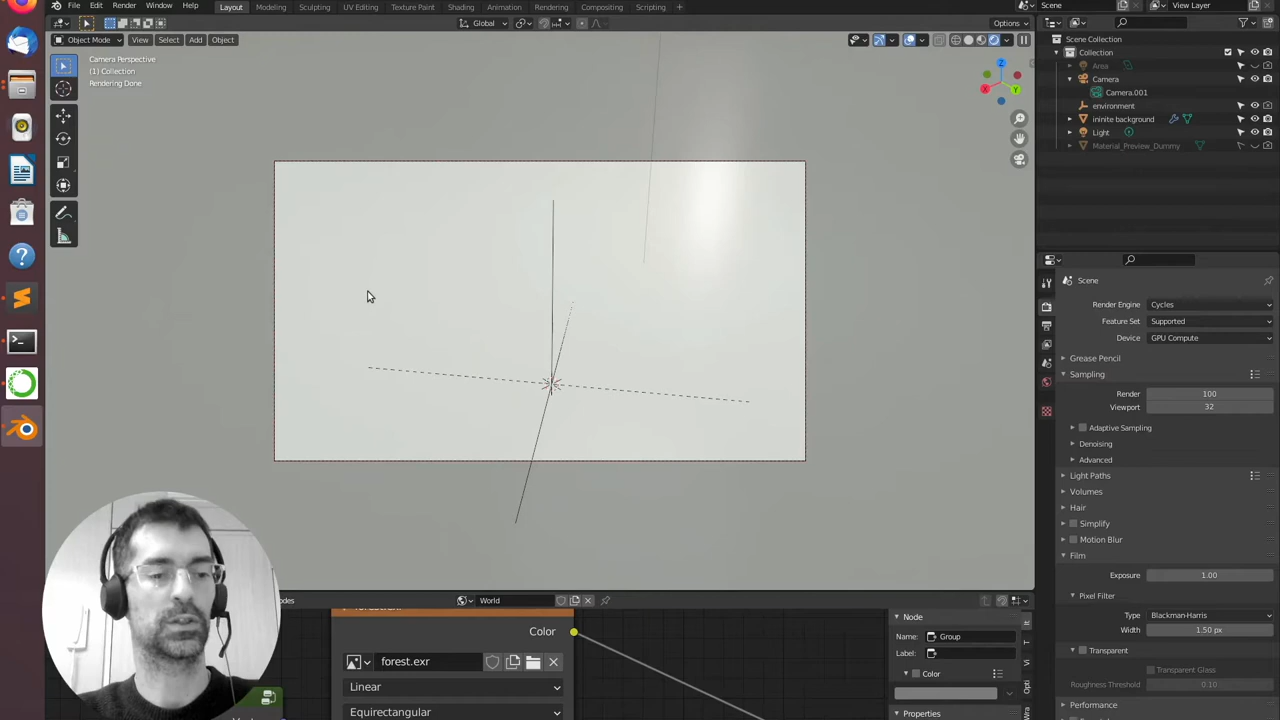 File Edit Render Window Help Layout Modeling Sculpting UV Editing Texture Paint Shading Animation Rendering Compositing Scripting + Scene View Layer
Global Options
Object Mode View Select Add Object
Camera Perspective
(1) Collection
Rendering Done
X Y Z
Scene Collection
Collection
Area
Camera
Camera.001
environment
ininite background
Light
Material_Preview_Dummy
Scene
Render Engine Cycles
Feature Set Supported
Device GPU Compute
Grease Pencil
Sampling
Render 100
Viewport 32
Adaptive Sampling
Denoising
Advanced
Light Paths
Volumes
Hair
Simplify
Motion Blur
Film
Exposure 1.00
Pixel Filter
Type Blackman-Harris
Width 1.50 px
Transparent
Transparent Glass
Roughness Threshold 0.10
Performance
World
Color
forest.exr
Linear
Equirectangular
Node
Name: Group
Label:
Color
Properties